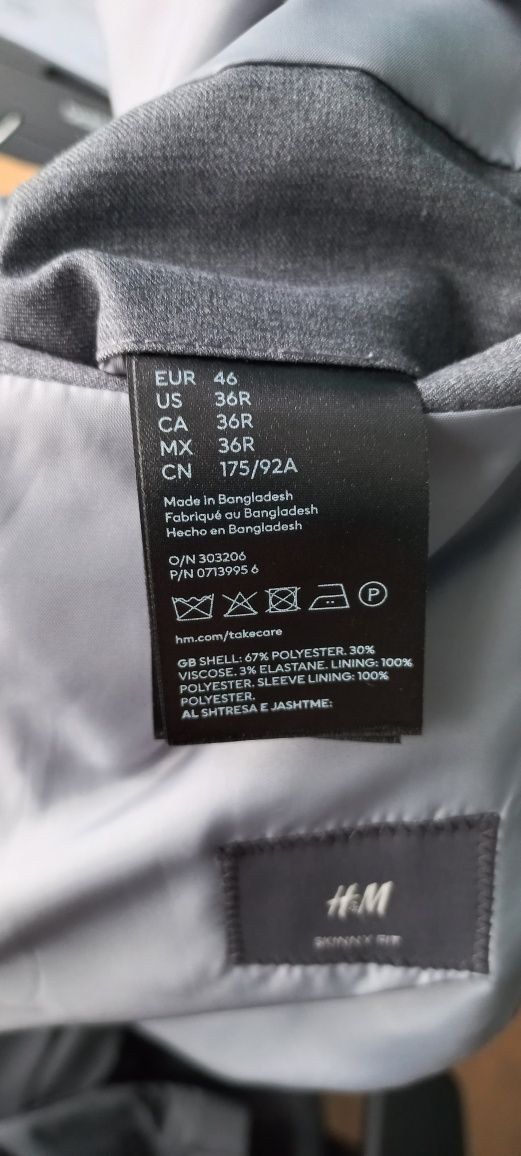 EUR 46
US 36R
CA 36R
MX 36R
CN 175/92A
Made in Bangladesh
Fabriqué au Bangladesh
Hecho en Bangladesh
O/N 303206
P/N 0713995 6
P
hm.com/takecare
GB SHELL: 67% POLYESTER. 30%
VISCOSE. 3% ELASTANE. LINING: 100%
POLYESTER. SLEEVE LINING: 100%
POLYESTER.
AL SHTRESA E JASHTME:
H&M
SKINNY FIT